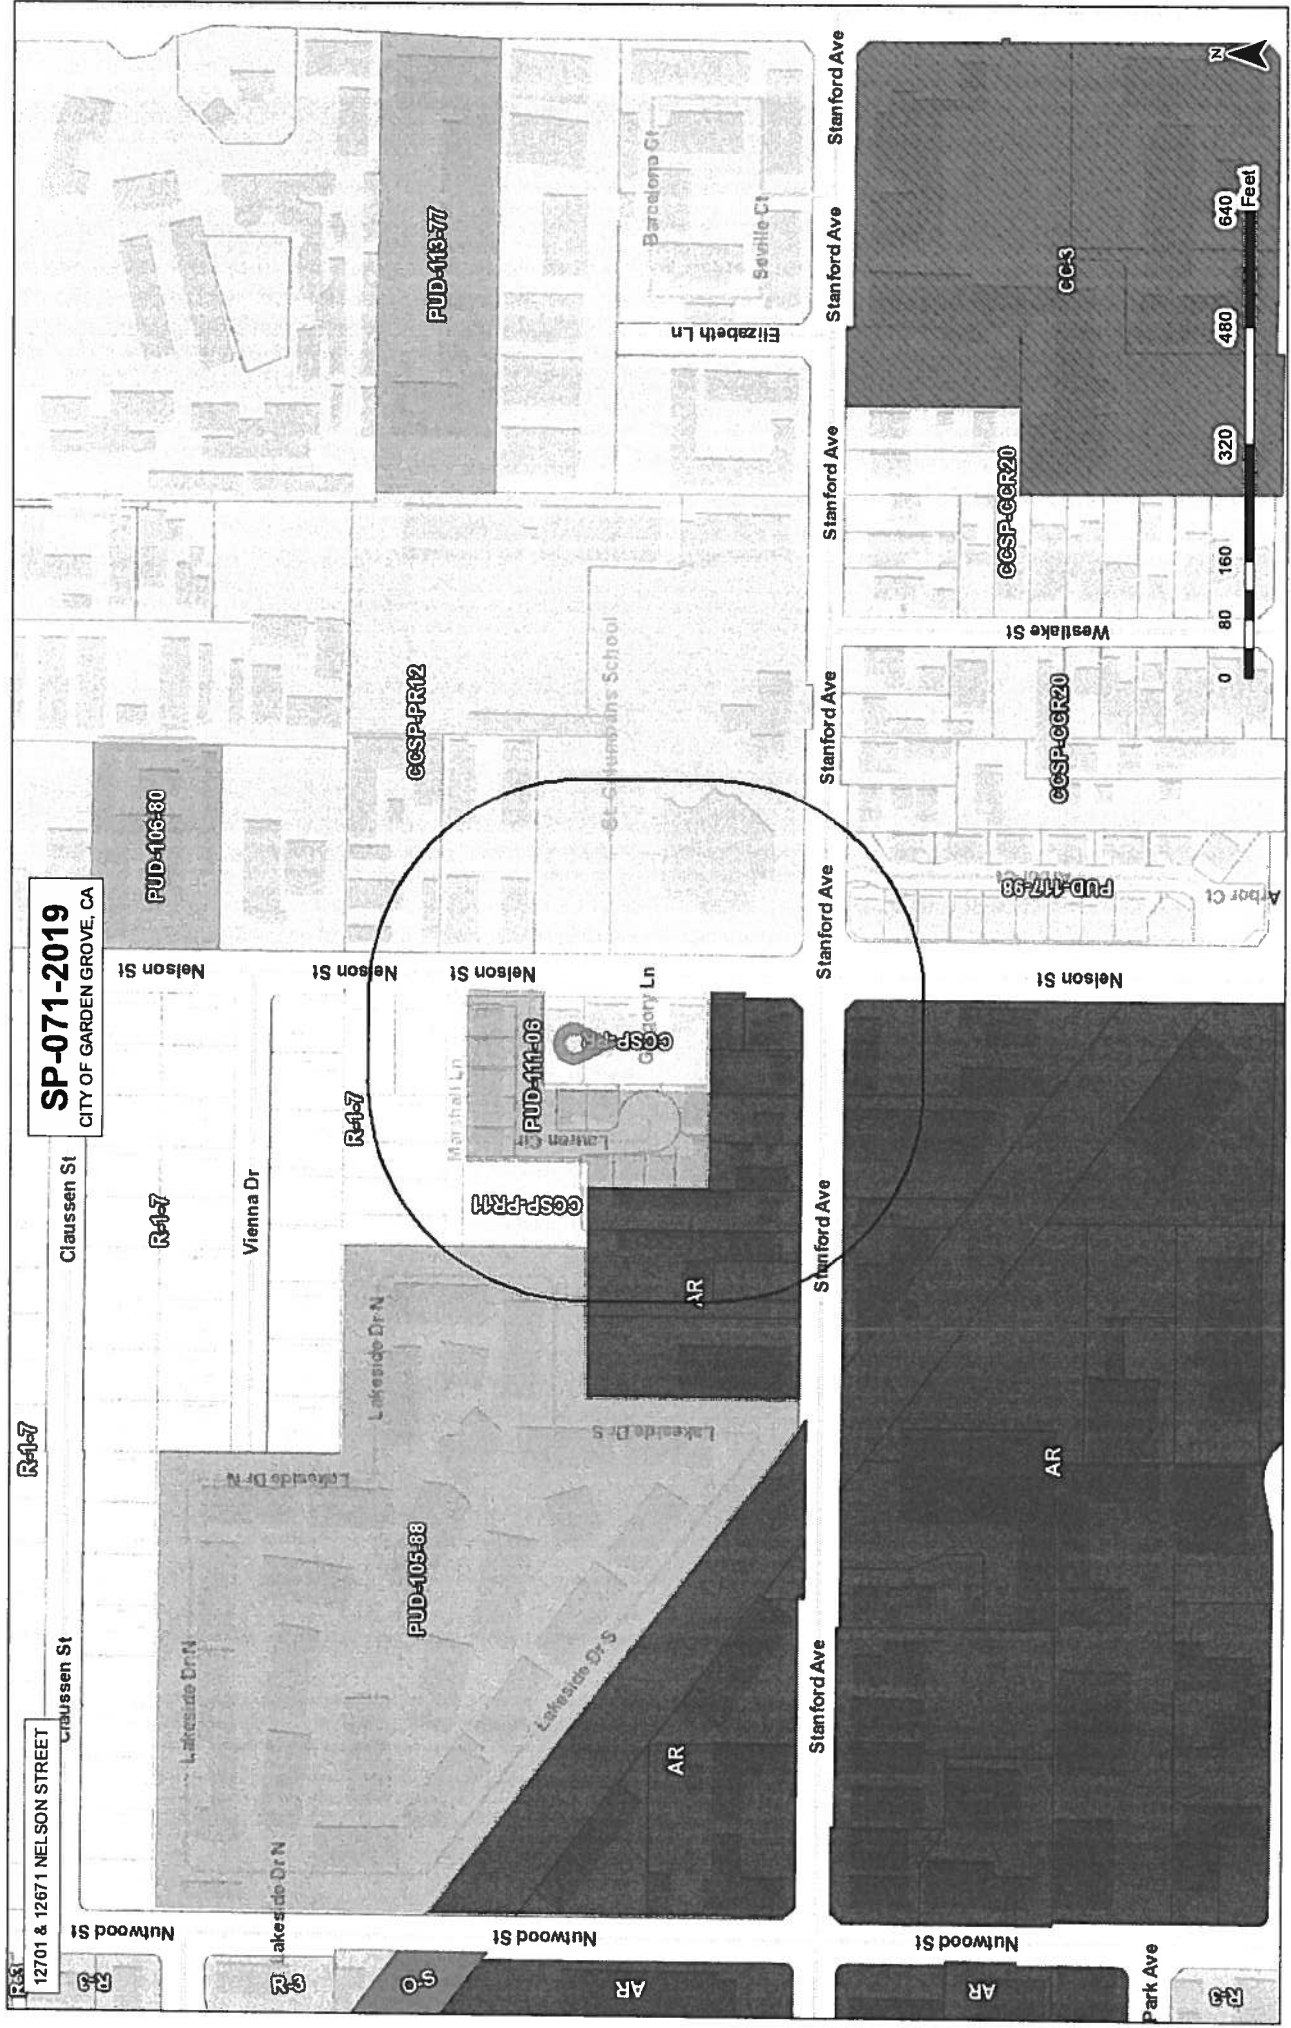 SP-071-2019
CITY OF GARDEN GROVE, CA
12701 & 12671 NELSON STREET
R-3
R-1-7
Claussen St
Claussen St
R-3
R-1-7
Nutwood St
Vienna Dr
Nelson St
PUD-106-80
R-3
Lakeside Dr N
Lakeside Dr N
Lakeside Dr N
Lakeside Dr N
R-1-7
Nelson St
O-S
PUD-105-88
CCSP-PR12
PUD-113-77
Marshall Ln
Nelson St
CCSP-PR11
PUD-111-06
Lauren Cir
Lakeside Dr S
Lakeside Dr S
Nutwood St
St Columbans School
CCSP-PR
Ln
Barcelona Ct
Seville Ct
Elizabeth Ln
AR
AR
AR
Stanford Ave
Stanford Ave
Stanford Ave
Stanford Ave
Stanford Ave
Stanford Ave
Stanford Ave
Nutwood St
AR
AR
Nelson St
PUD-117-98
Arbor Ct
Arbor Ct
CCSP-CCR20
Westlake St
CCSP-CCR20
CC-3
Park Ave
R-3
0 80 160 320 480 640
Feet
N